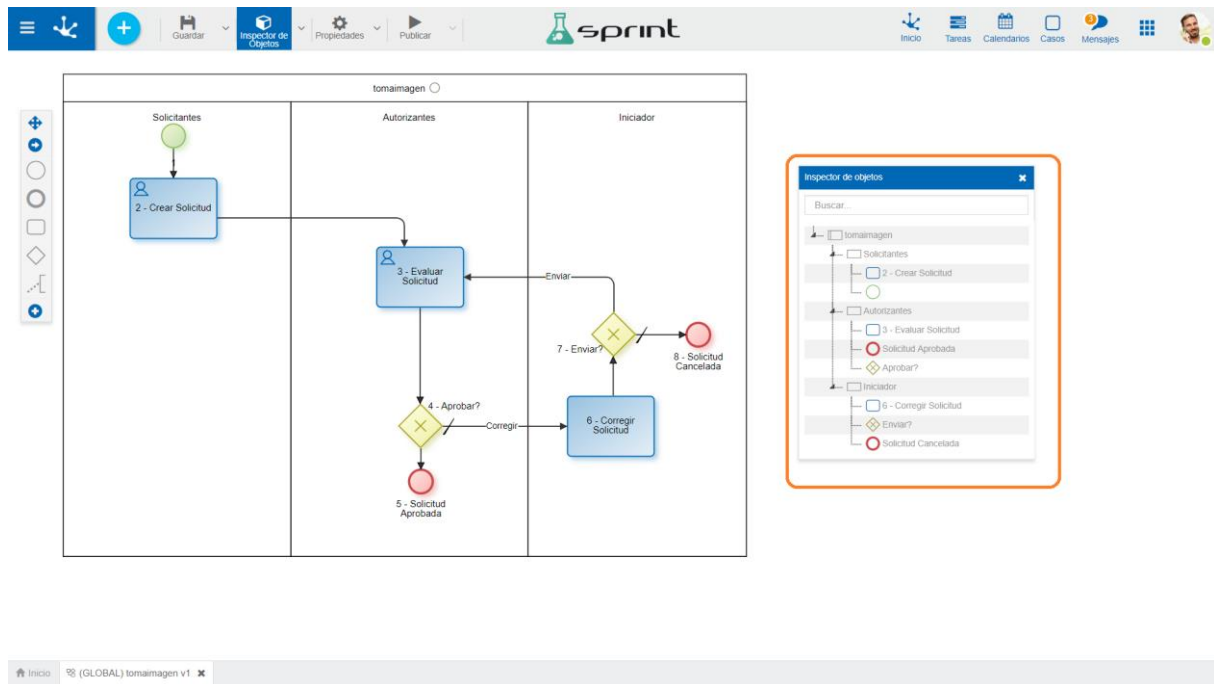 Guardar
Inspector de
Objetos
Propiedades
Publicar
sprint
Inicio
Tareas
Calendarios
Casos
3
Mensajes
tomaimagen
Solicitantes
Autorizantes
Iniciador
2 - Crear Solicitud
3 - Evaluar
Solicitud
Enviar
7 - Enviar?
8 - Solicitud
Cancelada
4 - Aprobar?
Corregir
6 - Corregir
Solicitud
5 - Solicitud
Aprobada
Inspector de objetos
Buscar...
tomaimagen
Solicitantes
2 - Crear Solicitud
Autorizantes
3 - Evaluar Solicitud
Solicitud Aprobada
Aprobar?
Iniciador
6 - Corregir Solicitud
Enviar?
Solicitud Cancelada
Inicio
(GLOBAL) tomaimagen v1